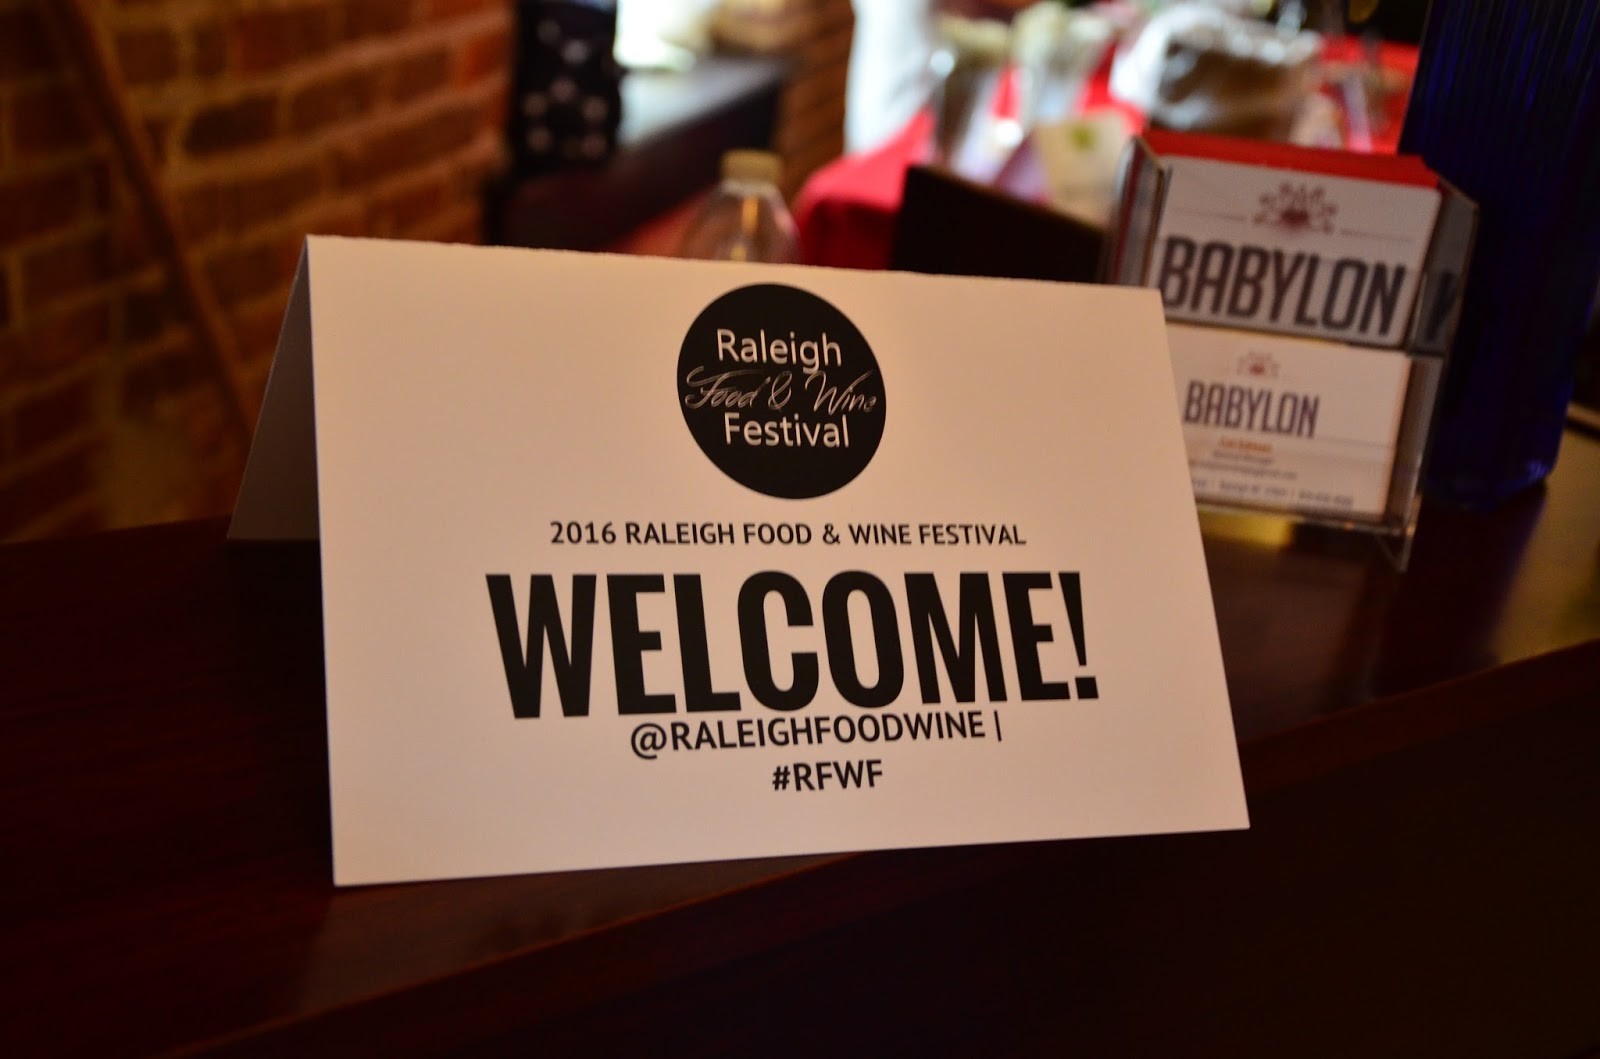 Raleigh
Food & Wine
Festival
2016 RALEIGH FOOD & WINE FESTIVAL
WELCOME!
@RALEIGHFOODWINE |
#RFWF
BABYLON
BABYLON